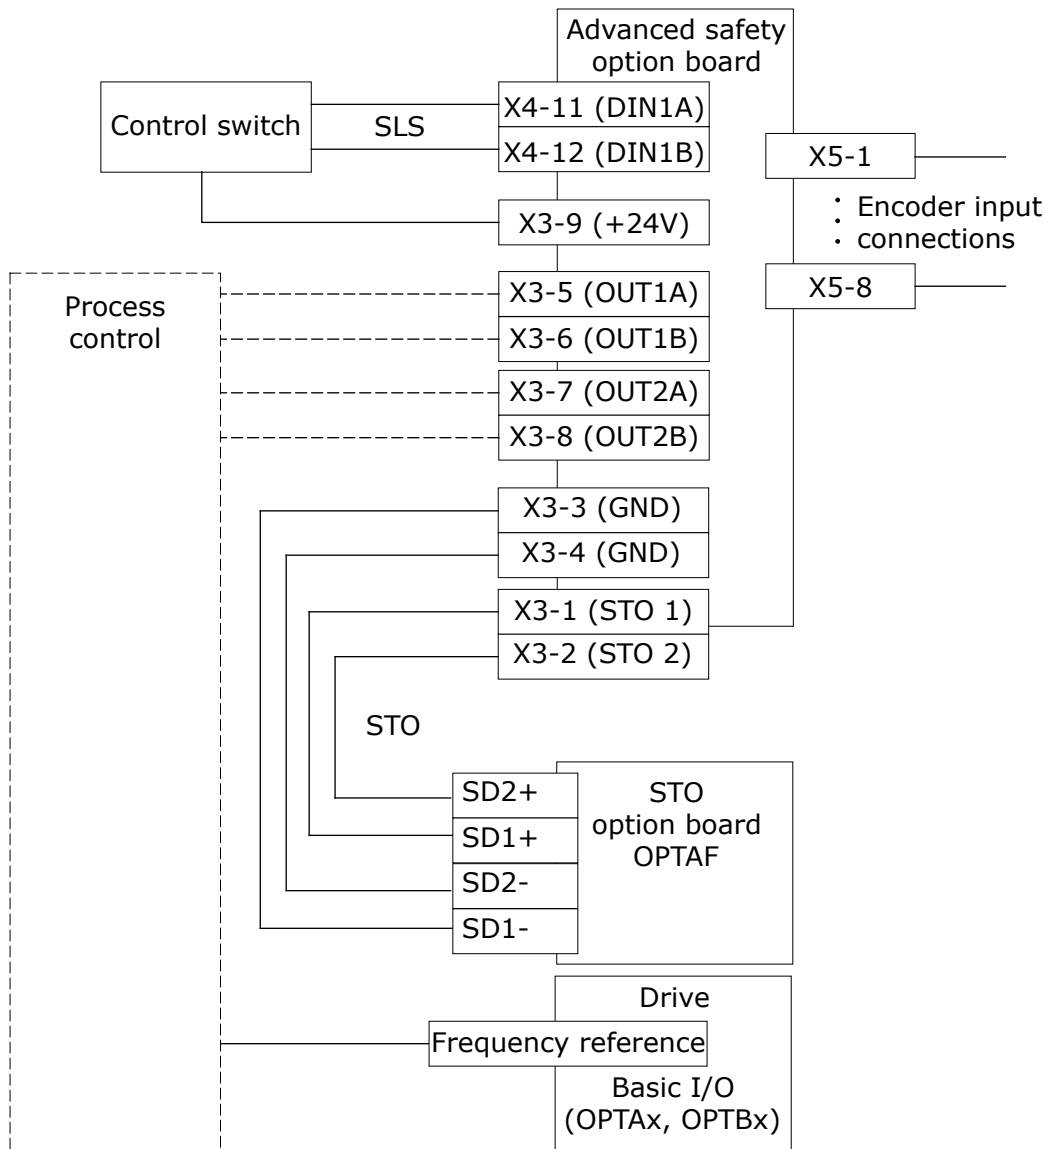 Advanced safety
option board
Control switch
SLS
X4-11 (DIN1A)
X4-12 (DIN1B)
X3-9 (+24V)
X5-1
Encoder input
connections
X5-8
Process
control
X3-5 (OUT1A)
X3-6 (OUT1B)
X3-7 (OUT2A)
X3-8 (OUT2B)
X3-3 (GND)
X3-4 (GND)
X3-1 (STO 1)
X3-2 (STO 2)
STO
SD2+
SD1+
SD2-
SD1-
STO
option board
OPTAF
Drive
Frequency reference
Basic I/O
(OPTAx, OPTBx)